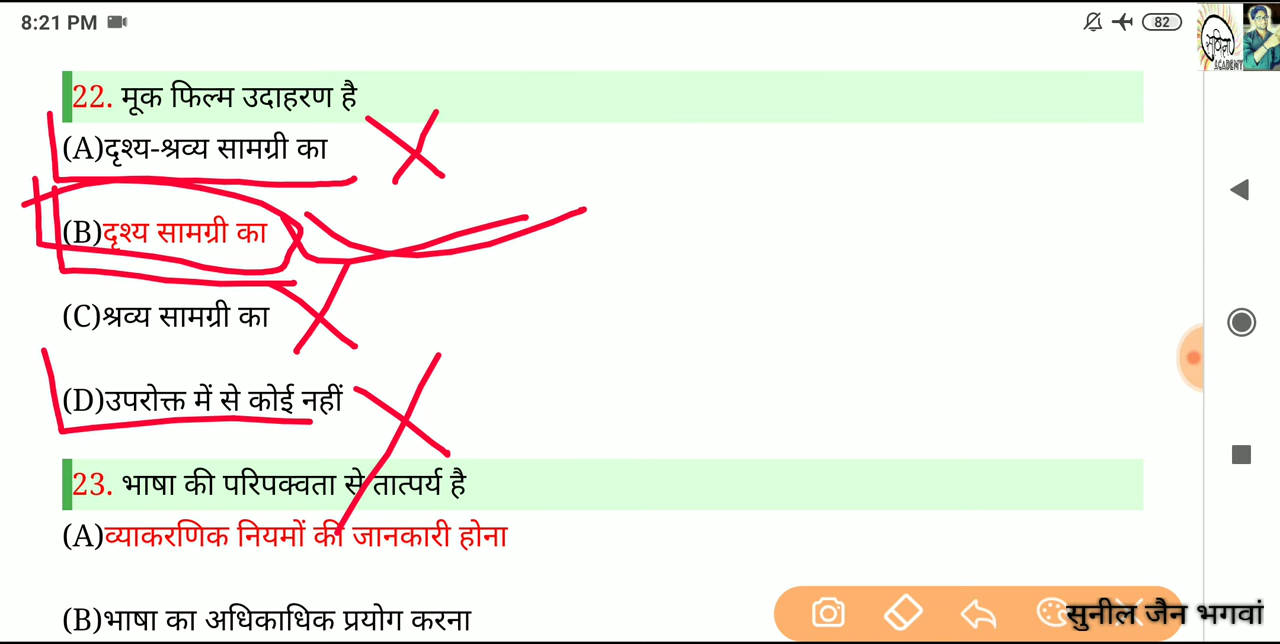 8:21 PM
82
सृष्टि
ACADEMY
22. मूक फिल्म उदाहरण है
(A)दृश्य-श्रव्य सामग्री का
(B)दृश्य सामग्री का
(C)श्रव्य सामग्री का
(D)उपरोक्त में से कोई नहीं
23. भाषा की परिपक्वता से तात्पर्य है
(A)व्याकरणिक नियमों की जानकारी होना
(B)भाषा का अधिकाधिक प्रयोग करना
सुनील जैन भगवां